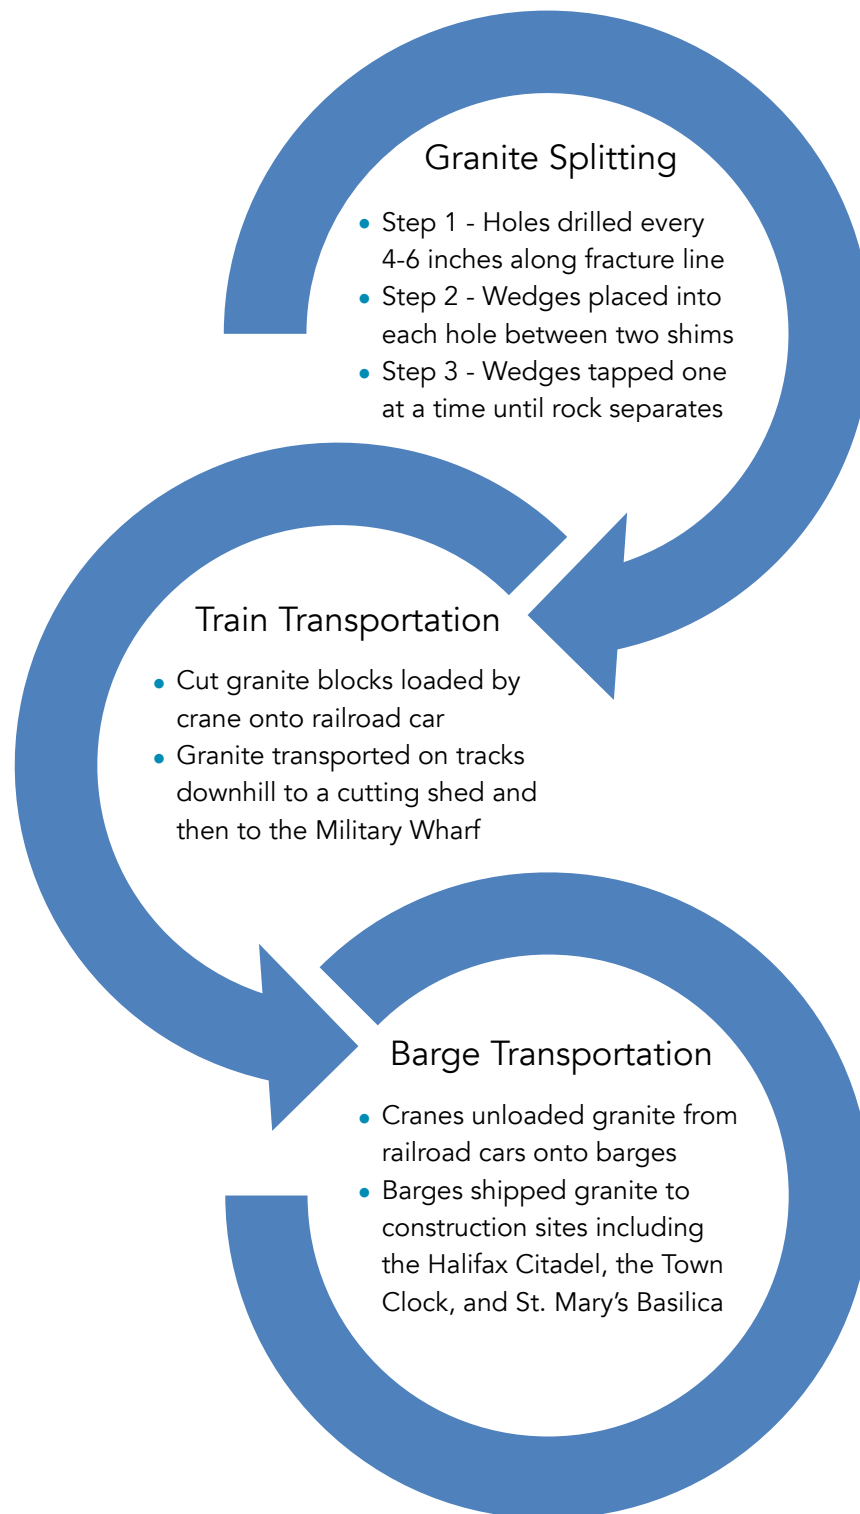 Granite Splitting
• Step 1 - Holes drilled every
4-6 inches along fracture line
• Step 2 - Wedges placed into
each hole between two shims
• Step 3 - Wedges tapped one
at a time until rock separates
Train Transportation
• Cut granite blocks loaded by
crane onto railroad car
• Granite transported on tracks
downhill to a cutting shed and
then to the Military Wharf
Barge Transportation
• Cranes unloaded granite from
railroad cars onto barges
• Barges shipped granite to
construction sites including
the Halifax Citadel, the Town
Clock, and St. Mary’s Basilica